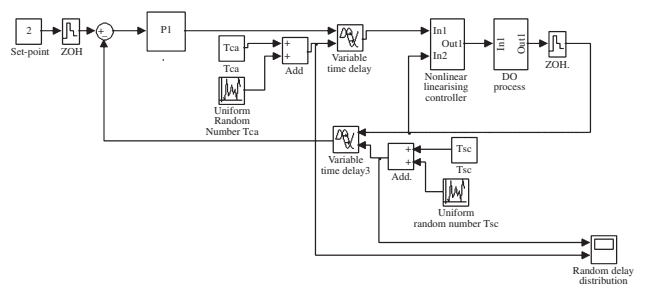 2
Set-point
ZOH
+
−
P1
.
Tca
Tca
Uniform
Random
Number Tca
+
+
Add
Variable
time delay
In1
Out1
In2
Nonlinear
linearising
controller
In1
Out1
DO
process
ZOH.
Variable
time delay3
+
+
Add.
Tsc
Tsc
Uniform
random number Tsc
Random delay
distribution